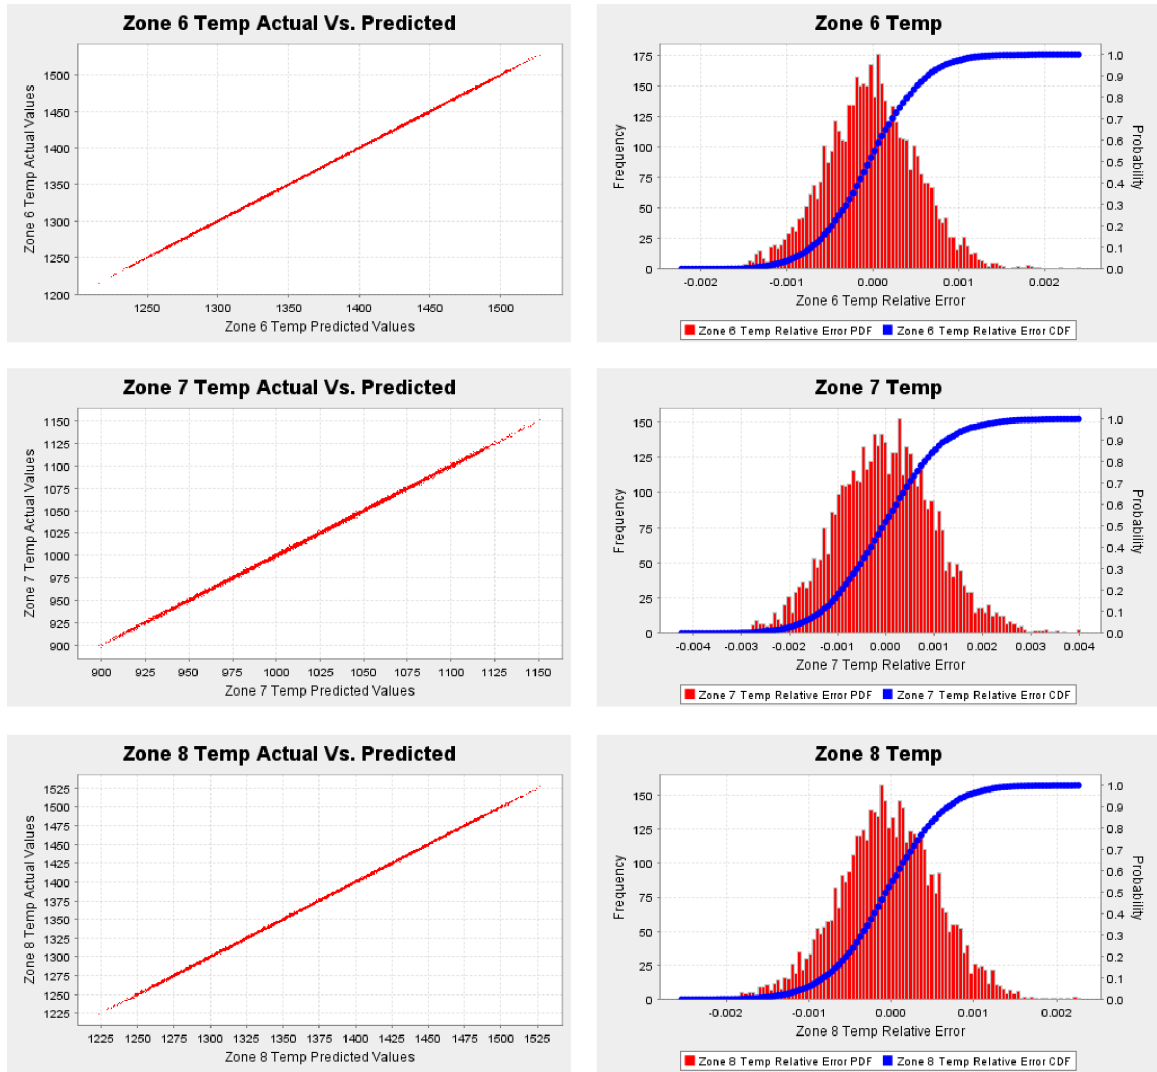 Zone 6 Temp Actual Vs. Predicted
Zone 6 Temp Actual Values
1500
1450
1400
1350
1300
1250
1200
1250 1300 1350 1400 1450 1500
Zone 6 Temp Predicted Values
Zone 6 Temp
Frequency
175
150
125
100
75
50
25
0
1.0
0.9
0.8
0.7
0.6
0.5
0.4
0.3
0.2
0.1
0.0
Probability
-0.002 -0.001 0.000 0.001 0.002
Zone 6 Temp Relative Error
Zone 6 Temp Relative Error PDF Zone 6 Temp Relative Error CDF
Zone 7 Temp Actual Vs. Predicted
Zone 7 Temp Actual Values
1150
1125
1100
1075
1050
1025
1000
975
950
925
900
900 925 950 975 1000 1025 1050 1075 1100 1125 1150
Zone 7 Temp Predicted Values
Zone 7 Temp
Frequency
150
125
100
75
50
25
0
1.0
0.9
0.8
0.7
0.6
0.5
0.4
0.3
0.2
0.1
0.0
Probability
-0.004 -0.003 -0.002 -0.001 0.000 0.001 0.002 0.003 0.004
Zone 7 Temp Relative Error
Zone 7 Temp Relative Error PDF Zone 7 Temp Relative Error CDF
Zone 8 Temp Actual Vs. Predicted
Zone 8 Temp Actual Values
1525
1500
1475
1450
1425
1400
1375
1350
1325
1300
1275
1250
1225
1225 1250 1275 1300 1325 1350 1375 1400 1425 1450 1475 1500 1525
Zone 8 Temp Predicted Values
Zone 8 Temp
Frequency
150
125
100
75
50
25
0
1.0
0.9
0.8
0.7
0.6
0.5
0.4
0.3
0.2
0.1
0.0
Probability
-0.002 -0.001 0.000 0.001 0.002
Zone 8 Temp Relative Error
Zone 8 Temp Relative Error PDF Zone 8 Temp Relative Error CDF